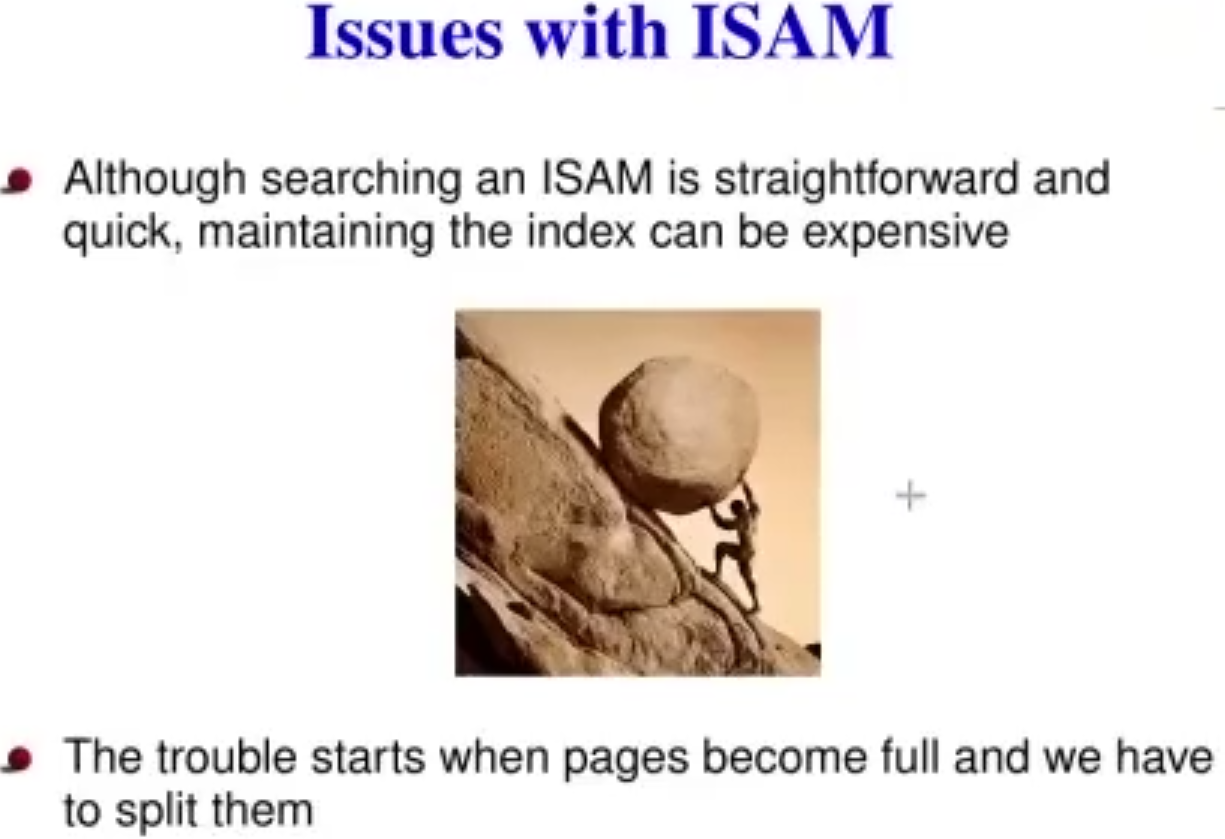 Issues with ISAM
Although searching an ISAM is straightforward and
quick, maintaining the index can be expensive
The trouble starts when pages become full and we have
to split them